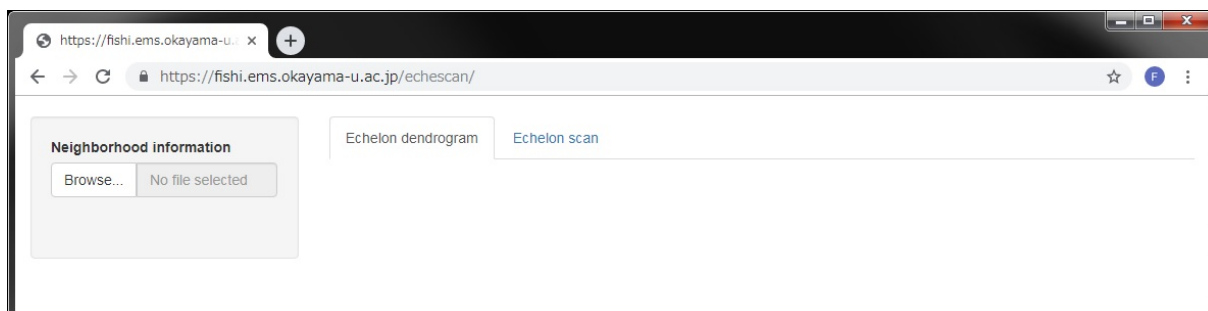 https://fishi.ems.okayama-u.
https://fishi.ems.okayama-u.ac.jp/echescan/
F
Neighborhood information
Browse... No file selected
Echelon dendrogram Echelon scan